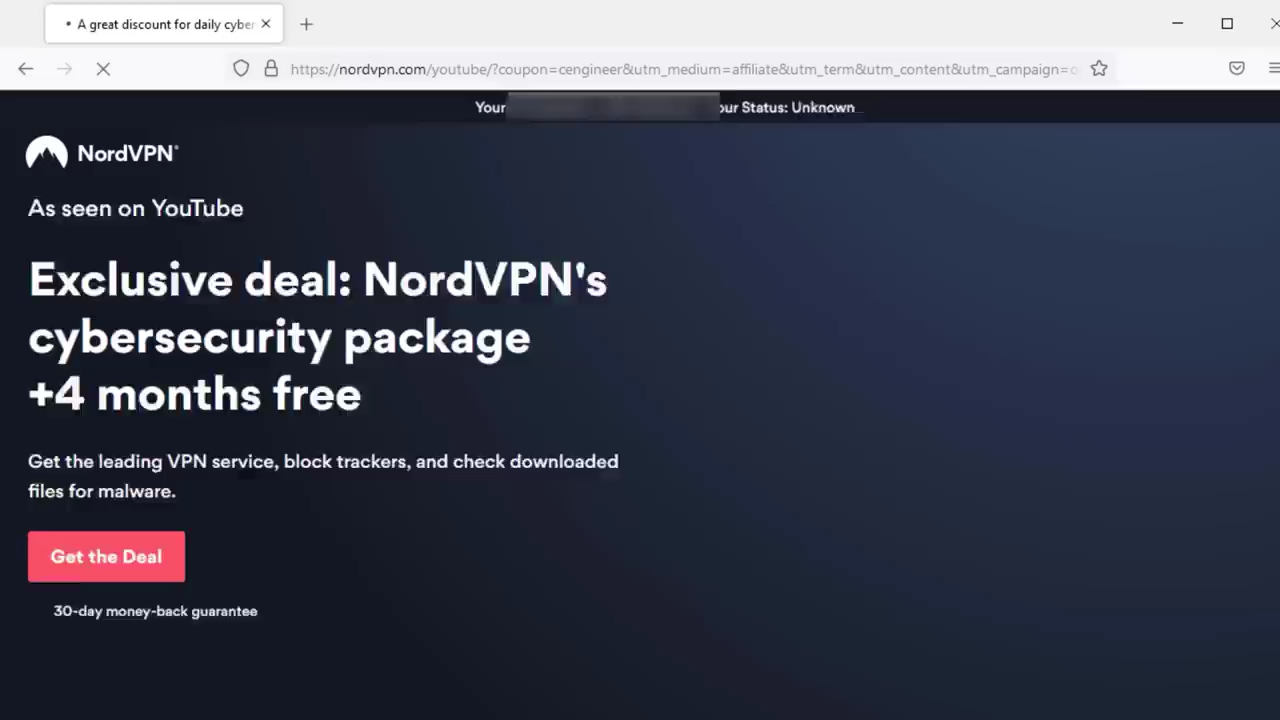 A great discount for daily cyber
https://nordvpn.com/youtube/?coupon=cengineer&utm_medium=affiliate&utm_term&utm_content&utm_campaign=o
Your our Status: Unknown
NordVPN®
As seen on YouTube
Exclusive deal: NordVPN's
cybersecurity package
+4 months free
Get the leading VPN service, block trackers, and check downloaded
files for malware.
Get the Deal
30-day money-back guarantee